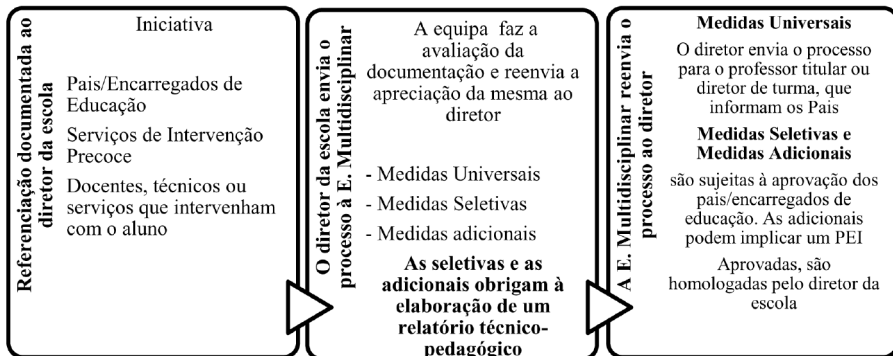 Referenciação documentada ao
diretor da escola
Iniciativa
Pais/Encarregados de
Educação
Serviços de Intervenção
Precoce
Docentes, técnicos ou
serviços que intervenham
com o aluno
O diretor da escola envia o
processo à E. Multidisciplinar
A equipa faz a
avaliação da
documentação e reenvia a
apreciação da mesma ao
diretor
- Medidas Universais
- Medidas Seletivas
- Medidas adicionais
As seletivas e as
adicionais obrigam à
elaboração de um
relatório técnico-
pedagógico
A E. Multidisciplinar reenvia o
processo ao diretor
Medidas Universais
O diretor envia o processo
para o professor titular ou
diretor de turma, que
informam os Pais
Medidas Seletivas e
Medidas Adicionais
são sujeitas à aprovação dos
pais/encarregados de
educação. As adicionais
podem implicar um PEI
Aprovadas, são
homologadas pelo diretor da
escola